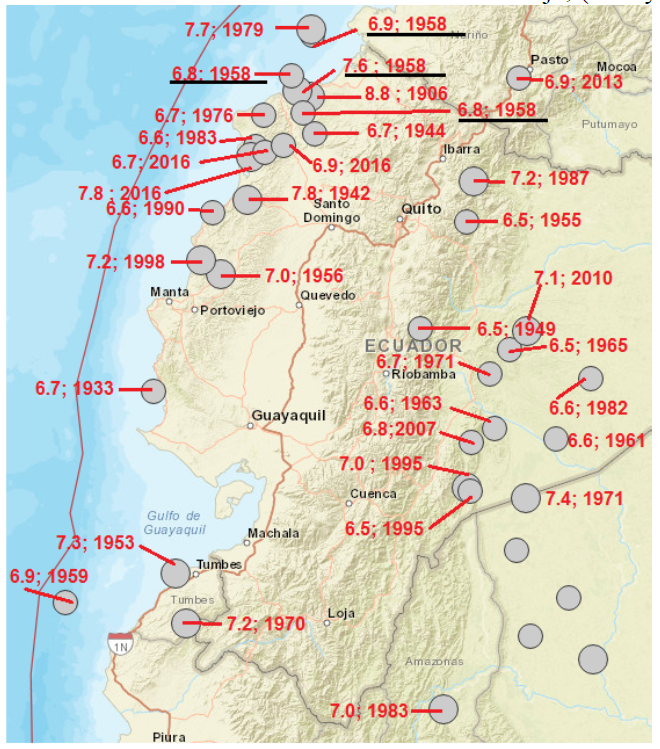 7.7; 1979
6.9; 1958
Nariño
6.8; 1958
7.6 ; 1958
Pasto
Mocoa
6.9; 2013
8.8 ; 1906
6.7; 1976
6.8; 1958
Putumayo
6.6; 1983
6.7; 1944
6.7; 2016
6.9; 2016
Ibarra
7.8 ; 2016
7.2; 1987
6.6; 1990
7.8; 1942
Santo
Domingo
Quito
6.5; 1955
7.2; 1998
7.0; 1956
7.1; 2010
Manta
Portoviejo
Quevedo
6.5; 1949
ECUADOR
6.5; 1965
6.7; 1971
Riobamba
6.7; 1933
6.6; 1982
6.6; 1963
Guayaquil
6.8;2007
6.6; 1961
7.0 ; 1995
Cuenca
7.4; 1971
Golfo de
Guayaquil
6.5; 1995
Machala
7.3; 1953
Tumbes
6.9; 1959
Tumbes
7.2; 1970
Loja
1N
Amazonas
7.0; 1983
Piura